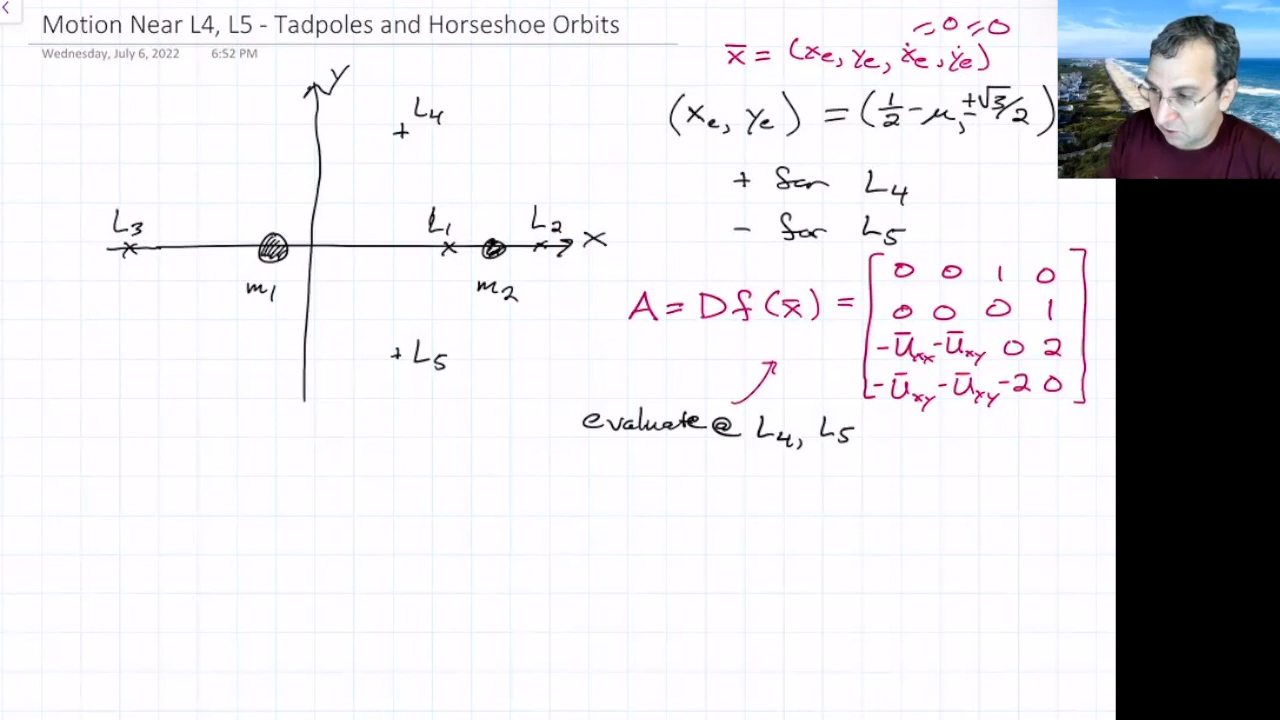 Motion Near L4, L5 - Tadpoles and Horseshoe Orbits
Wednesday, July 6, 2022 6:52 PM
Y
L4
L3
L1
L2
X
m1
m2
L5
=0 =0
x̄ = (xe, ye, ẋe, ẏe)
(xe, ye) = (1/2 - μ, ±√3/2)
+ for L4
- for L5
A = Df(x̄) =
0 0 1 0
0 0 0 1
-Ūxx -Ūxy 0 2
-Ūxy -Ūxy -2 0
evaluate @ L4, L5